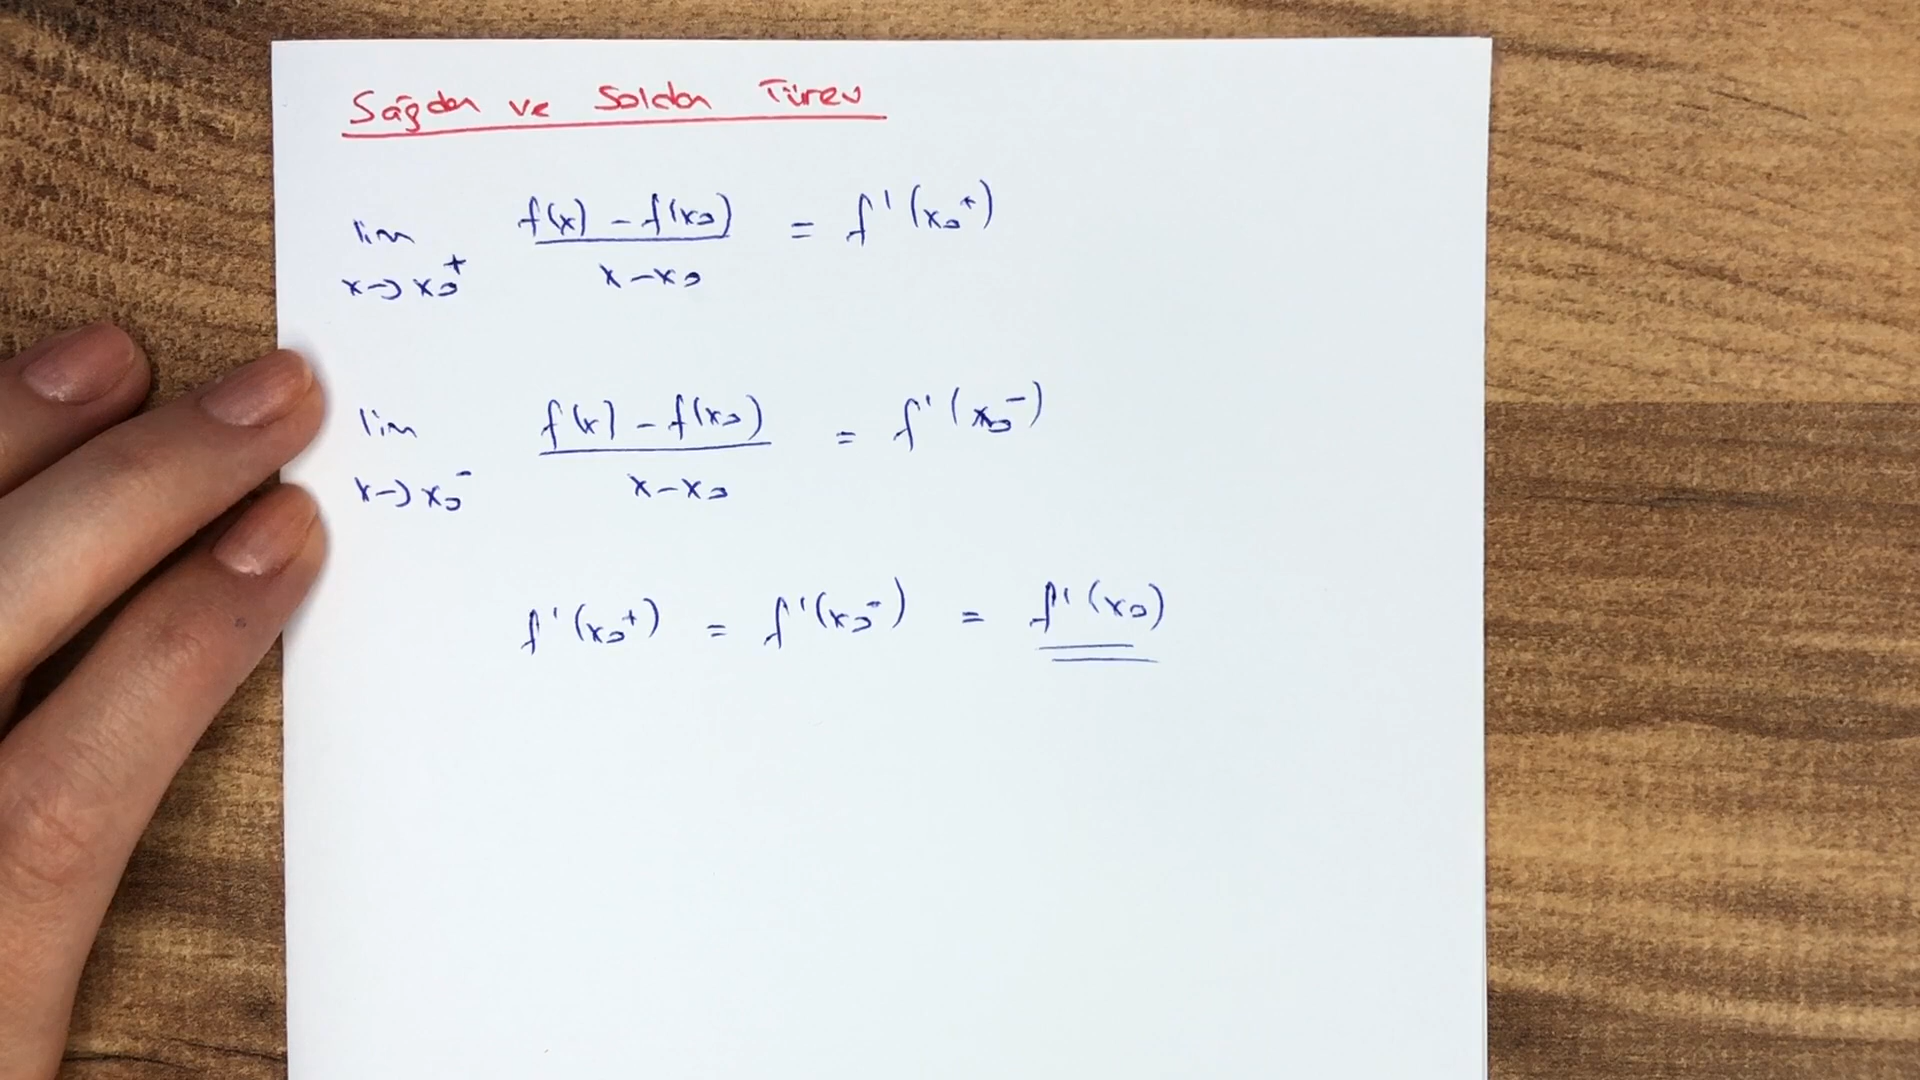 Sağdan ve Soldan Türev
lim x→x₀⁺ f(x) - f(x₀) / x-x₀ = f'(x₀⁺)
lim x→x₀⁻ f(x) - f(x₀) / x-x₀ = f'(x₀⁻)
f'(x₀⁺) = f'(x₀⁻) = f'(x₀)